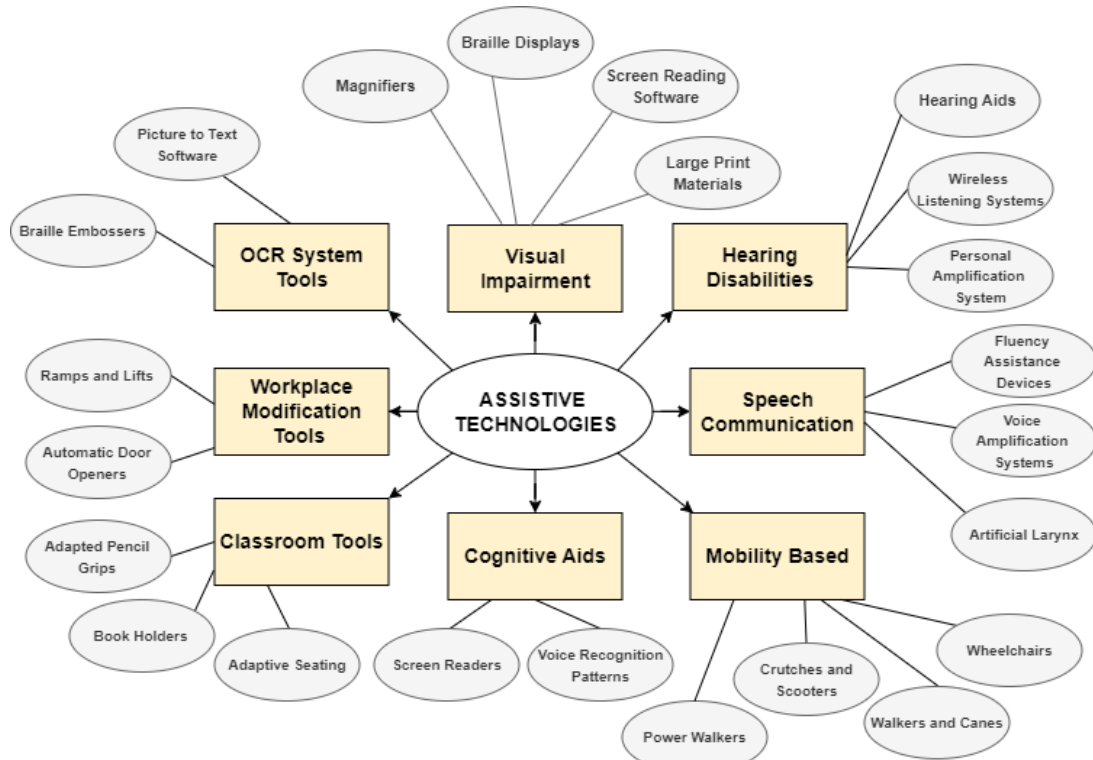 Braille Displays
Magnifiers
Screen Reading
Software
Hearing Aids
Picture to Text
Software
Large Print
Materials
Wireless
Listening Systems
Braille Embossers
OCR System
Tools
Visual
Impairment
Hearing
Disabilities
Personal
Amplification
System
Ramps and Lifts
Workplace
Modification
Tools
ASSISTIVE
TECHNOLOGIES
Speech
Communication
Fluency
Assistance
Devices
Automatic Door
Openers
Voice
Amplification
Systems
Adapted Pencil
Grips
Classroom Tools
Cognitive Aids
Mobility Based
Artificial Larynx
Book Holders
Adaptive Seating
Screen Readers
Voice Recognition
Patterns
Crutches and
Scooters
Wheelchairs
Power Walkers
Walkers and Canes